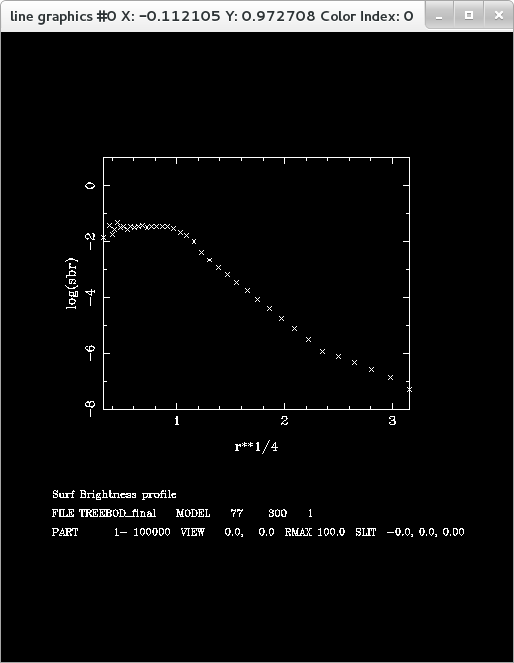 line graphics #0 X: -0.112105 Y: 0.972708 Color Index: 0
0
-2
-4
-6
-8
log(sbr)
1 2 3
r**1/4
Surf Brightness profile
FILE TREEBOD_final MODEL 77 300 1
PART 1- 100000 VIEW 0.0, 0.0 RMAX 100.0 SLIT -0.0, 0.0, 0.00